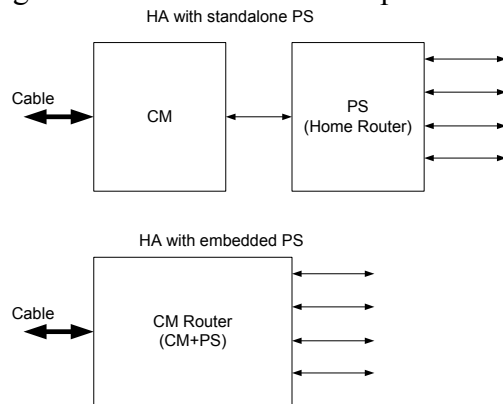 HA with standalone PS
Cable
CM
PS
(Home Router)
HA with embedded PS
Cable
CM Router
(CM+PS)